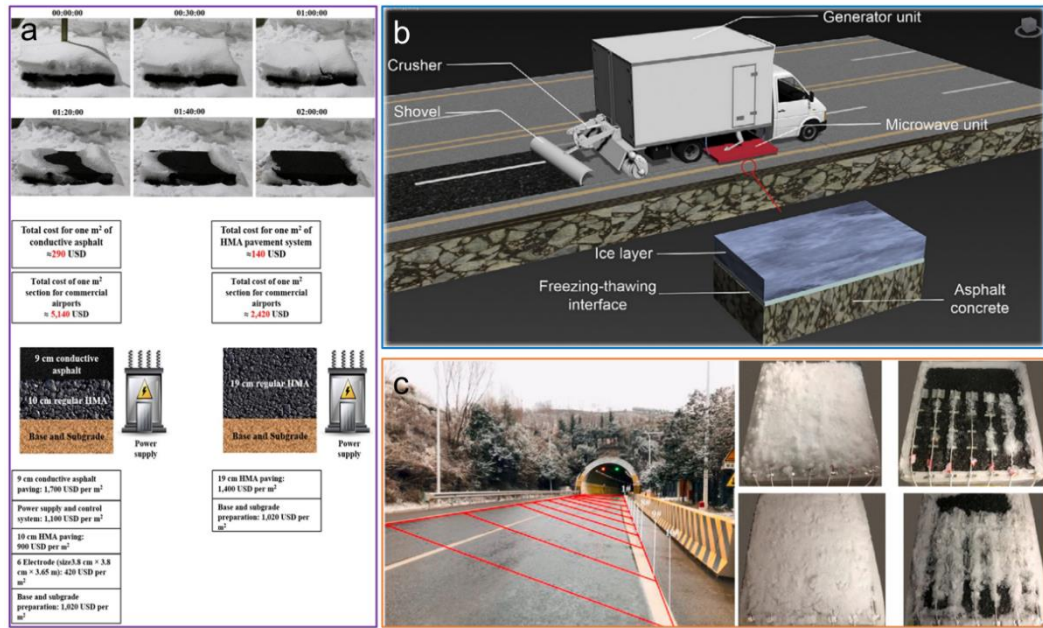 a
00:00:00
00:30:00
01:00:00
01:20:00
01:40:00
02:00:00
Total cost for one m² of
conductive asphalt
≈290 USD
Total cost for one m² of
HMA pavement system
≈140 USD
Total cost of one m²
section for commercial
airports
≈ 5,140 USD
Total cost of one m²
section for commercial
airports
≈ 2,420 USD
9 cm conductive
asphalt
10 cm regular HMA
Base and Subgrade
Power
supply
19 cm regular HMA
Base and Subgrade
Power
supply
9 cm conductive asphalt
paving: 1,700 USD per m²
Power supply and control
system: 1,100 USD per m²
10 cm HMA paving:
900 USD per m²
6 Electrode (size3.8 cm × 3.8
cm × 3.65 m): 420 USD per
m²
Base and subgrade
preparation: 1,020 USD per m²
19 cm HMA paving:
1,400 USD per m²
Base and subgrade
preparation: 1,020 USD per
m²
b
Generator unit
Crusher
Shovel
Microwave unit
Ice layer
Freezing-thawing
interface
Asphalt
concrete
c